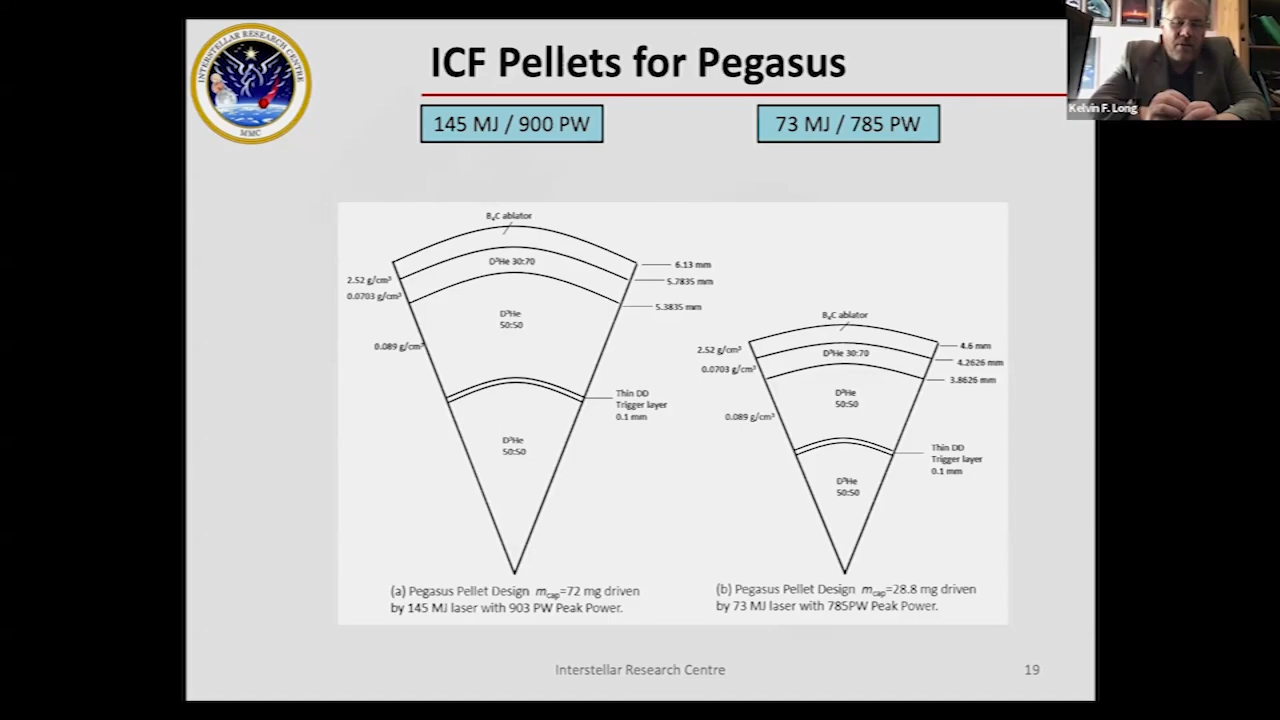 INTERSTELLAR RESEARCH CENTRE
MMC
ICF Pellets for Pegasus
Kelvin F. Long
145 MJ / 900 PW
73 MJ / 785 PW
B₄C ablator
D³He 30:70
2.52 g/cm³
0.0703 g/cm³
6.13 mm
5.7835 mm
5.3835 mm
D³He
50:50
0.089 g/cm³
Thin DD
Trigger layer
0.1 mm
D³He
50:50
(a) Pegasus Pellet Design m_cap=72 mg driven
by 145 MJ laser with 903 PW Peak Power.
B₄C ablator
D³He 30:70
2.52 g/cm³
0.0703 g/cm³
4.6 mm
4.2626 mm
3.8626 mm
D³He
50:50
0.089 g/cm³
Thin DD
Trigger layer
0.1 mm
D³He
50:50
(b) Pegasus Pellet Design m_cap=28.8 mg driven
by 73 MJ laser with 785PW Peak Power.
Interstellar Research Centre
19